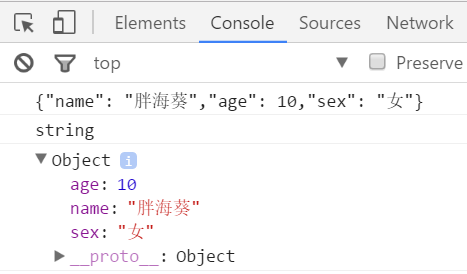 Elements Console Sources Network
top Preserve
{"name": "胖海葵","age": 10,"sex": "女"}
string
▼Object i
age: 10
name: "胖海葵"
sex: "女"
▶__proto__: Object